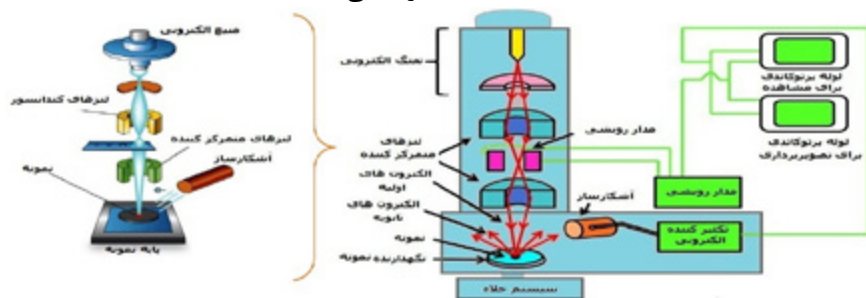 منبع الکترونی
لنزهای کندانسور
لنزهای متمرکز کننده
آشکارساز
نمونه
پایه نمونه
تفنگ الکترونی
لنزهای
متمرکز کننده
الکترون های
اولیه
الکترون های
ثانویه
نمونه
نگهدارنده نمونه
سیستم خلاء
مدار روبشی
آشکارساز
تکثیر کننده
الکترونی
مدار روبشی
لوله پرتوکاتدی
برای مشاهده
لوله پرتوکاتدی
برای تصویربرداری